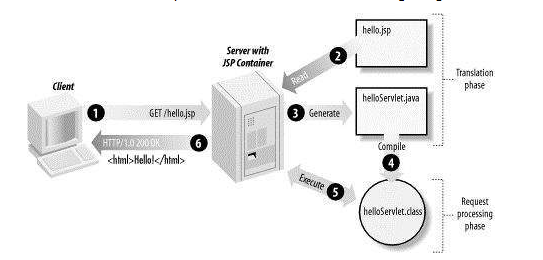 Server with
JSP Container
Client
hello.jsp
2
Read
Translation
phase
1
GET /hello.jsp
3
Generate
helloServlet.java
HTTP/1.0 200 OK
6
<html>Hello!</html>
Compile
4
Execute
5
helloServlet.class
Request
processing
phase